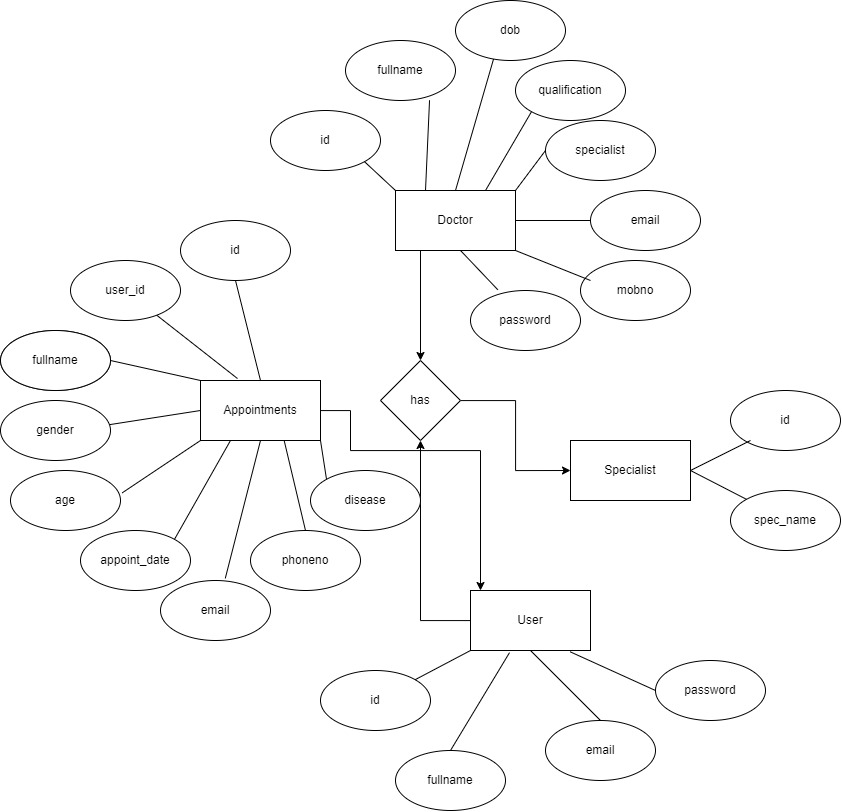 dob
fullname
qualification
id
specialist
Doctor
email
id
user_id
mobno
password
fullname
Appointments
has
gender
id
Specialist
age
disease
spec_name
appoint_date
phoneno
email
User
id
password
email
fullname